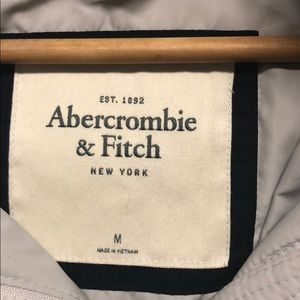 EST. 1892
Abercrombie
& Fitch
NEW YORK
M
MADE IN VIETNAM